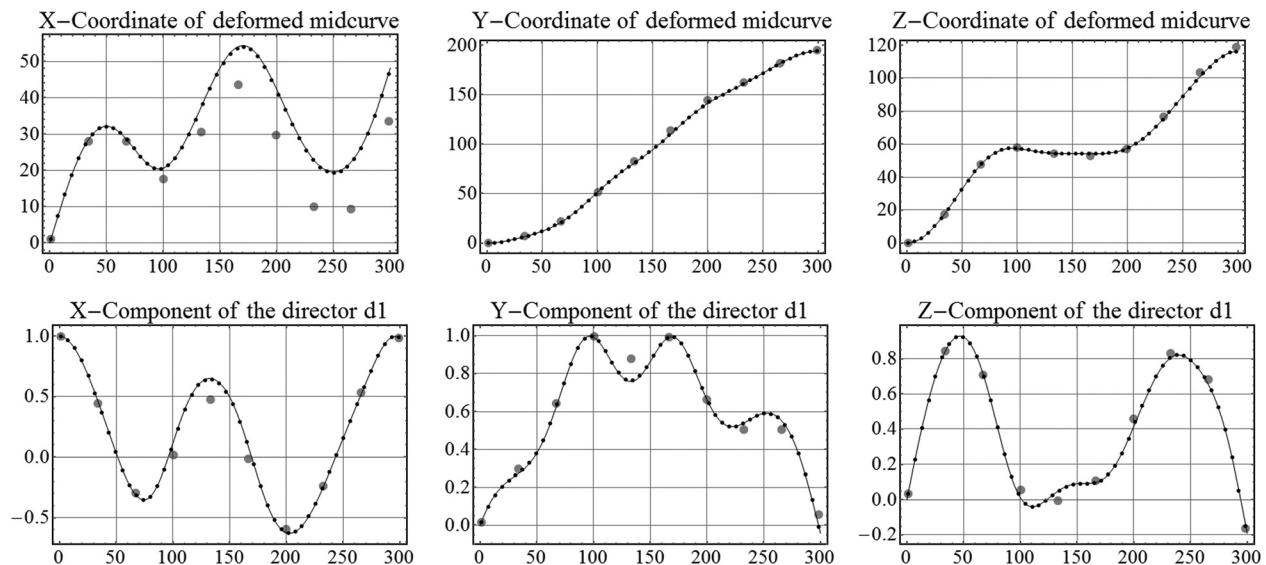 X−Coordinate of deformed midcurve
50
40
30
20
10
0
0 50 100 150 200 250 300
Y−Coordinate of deformed midcurve
200
150
100
50
0
0 50 100 150 200 250 300
Z−Coordinate of deformed midcurve
120
100
80
60
40
20
0
0 50 100 150 200 250 300
X−Component of the director d1
1.0
0.5
0.0
−0.5
0 50 100 150 200 250 300
Y−Component of the director d1
1.0
0.8
0.6
0.4
0.2
0.0
0 50 100 150 200 250 300
Z−Component of the director d1
0.8
0.6
0.4
0.2
0.0
−0.2
0 50 100 150 200 250 300